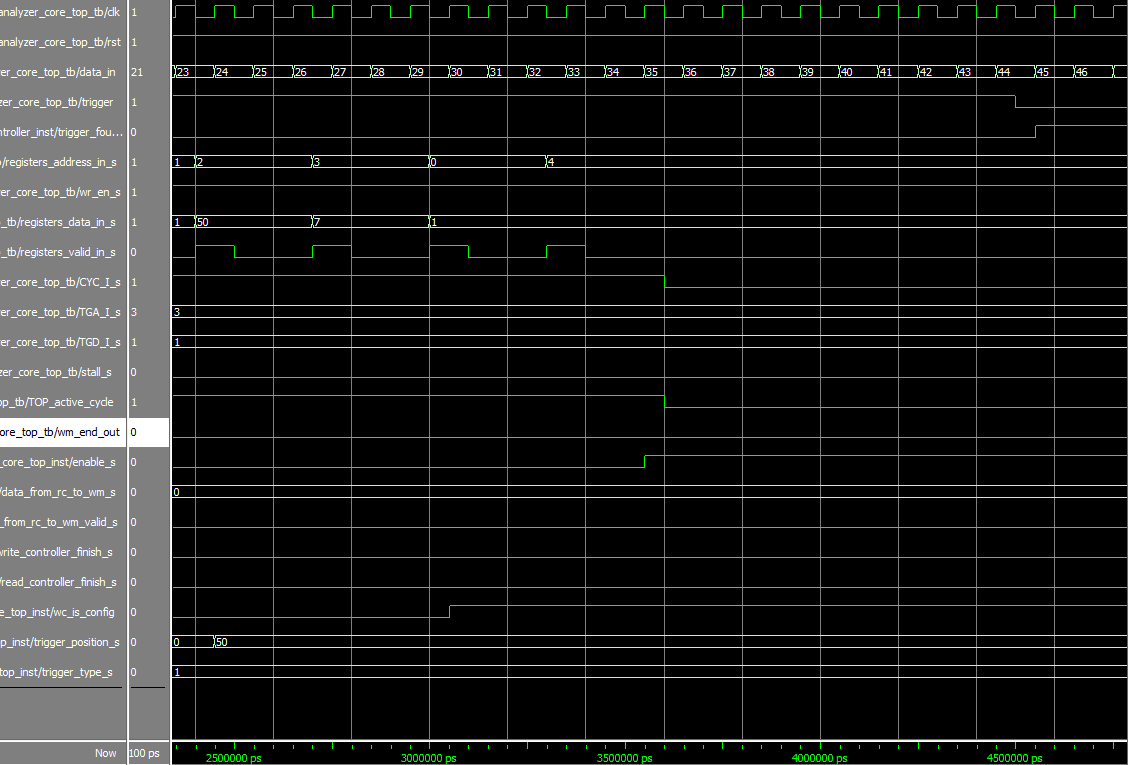 analyzer_core_top_tb/clk 1
analyzer_core_top_tb/rst 1
er_core_top_tb/data_in 21 23 24 25 26 27 28 29 30 31 32 33 34 35 36 37 38 39 40 41 42 43 44 45 46
zer_core_top_tb/trigger 1
ntroller_inst/trigger_fou... 0
/registers_address_in_s 1 1 2 3 0 4
er_core_top_tb/wr_en_s 1
_tb/registers_data_in_s 1 1 50 7 1
_tb/registers_valid_in_s 0
er_core_top_tb/CYC_I_s 1
er_core_top_tb/TGA_I_s 3 3
er_core_top_tb/TGD_I_s 1 1
zer_core_top_tb/stall_s 0
op_tb/TOP_active_cycle 1
ore_top_tb/wm_end_out 0
_core_top_inst/enable_s 0
/data_from_rc_to_wm_s 0 0
_from_rc_to_wm_valid_s 0
write_controller_finish_s 0
/read_controller_finish_s 0
e_top_inst/wc_is_config 0
p_inst/trigger_position_s 0 0 50
top_inst/trigger_type_s 0 1
Now 100 ps 2500000 ps 3000000 ps 3500000 ps 4000000 ps 4500000 ps